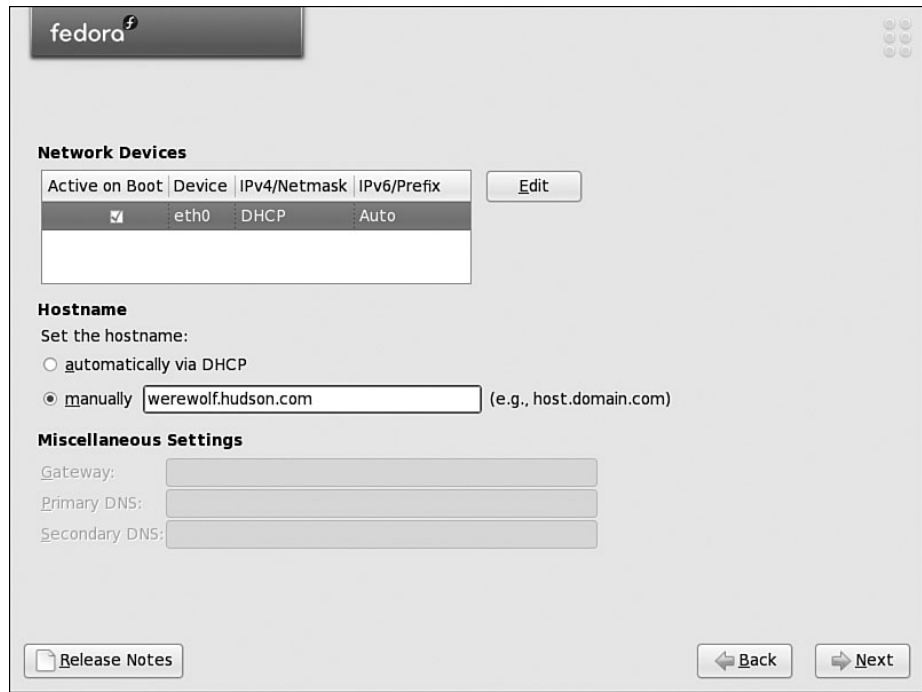 fedora
Network Devices
Active on Boot Device IPv4/Netmask IPv6/Prefix
Edit
eth0 DHCP Auto
Hostname
Set the hostname:
automatically via DHCP
manually werewolf.hudson.com (e.g., host.domain.com)
Miscellaneous Settings
Gateway:
Primary DNS:
Secondary DNS:
Release Notes
Back
Next